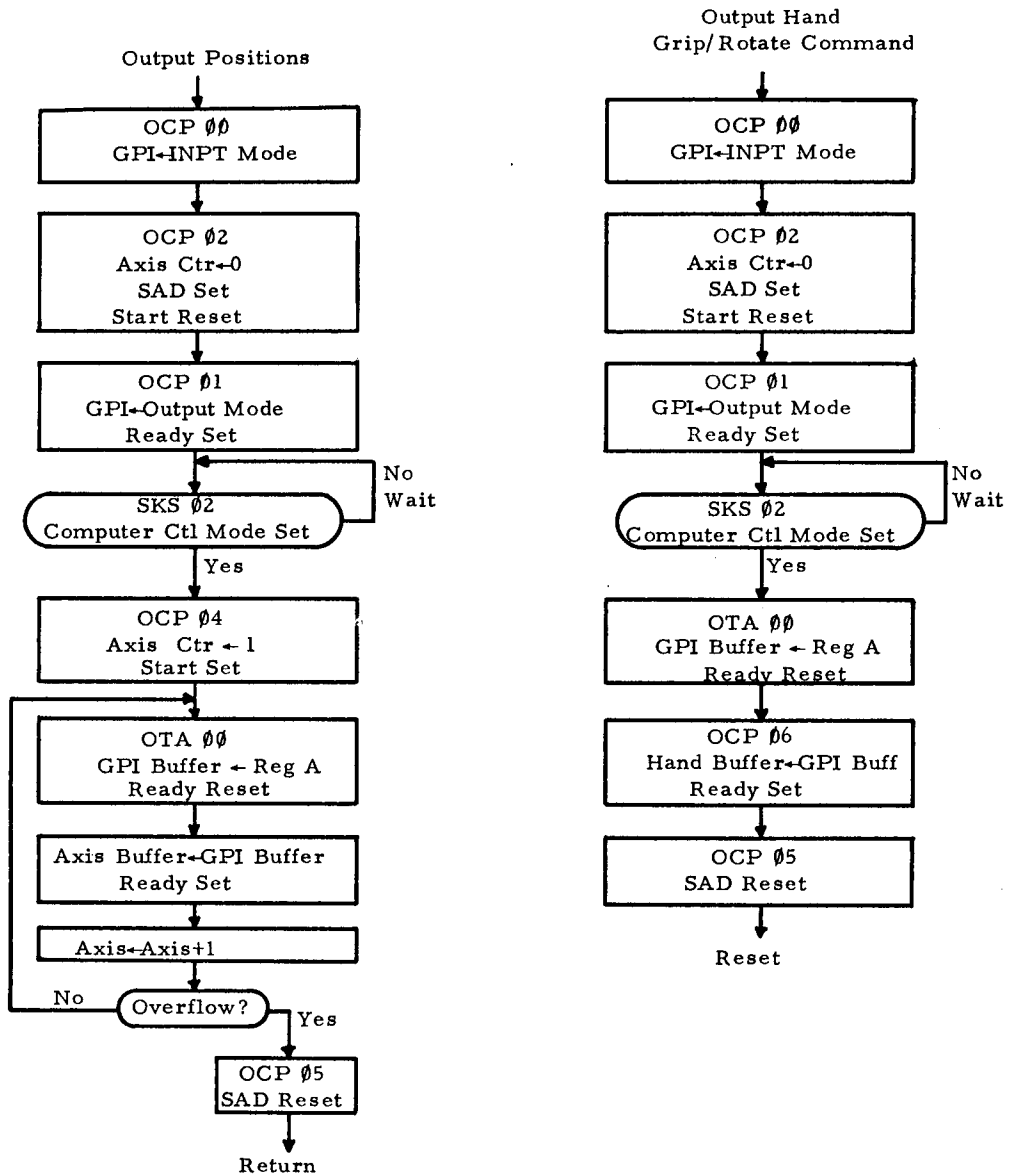 Output Positions
OCP ØØ
GPI←INPT Mode
OCP Ø2
Axis Ctr←0
SAD Set
Start Reset
OCP Ø1
GPI←Output Mode
Ready Set
No
Wait
SKS Ø2
Computer Ctl Mode Set
Yes
OCP Ø4
Axis Ctr ← 1
Start Set
OTA ØØ
GPI Buffer ← Reg A
Ready Reset
Axis Buffer←GPI Buffer
Ready Set
Axis←Axis+1
No
Overflow?
Yes
OCP Ø5
SAD Reset
Return
Output Hand
Grip/Rotate Command
OCP ØØ
GPI←INPT Mode
OCP Ø2
Axis Ctr←0
SAD Set
Start Reset
OCP Ø1
GPI←Output Mode
Ready Set
No
Wait
SKS Ø2
Computer Ctl Mode Set
Yes
OTA ØØ
GPI Buffer ← Reg A
Ready Reset
OCP Ø6
Hand Buffer←GPI Buff
Ready Set
OCP Ø5
SAD Reset
Reset